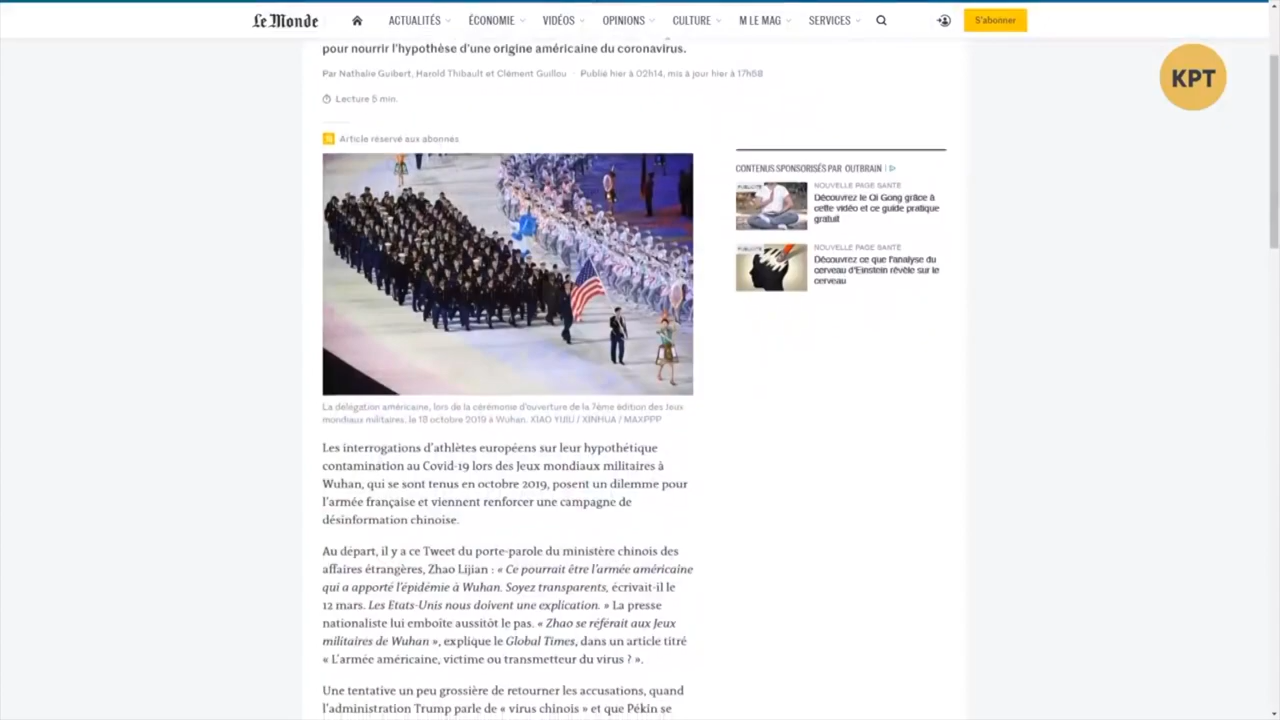 Le Monde
ACTUALITÉS
ÉCONOMIE
VIDÉOS
OPINIONS
CULTURE
M LE MAG
SERVICES
S'abonner
KPT
pour nourrir l'hypothèse d'une origine américaine du coronavirus.
Par Nathalie Guibert, Harold Thibault et Clément Guillou · Publié hier à 02h14, mis à jour hier à 17h58
Lecture 5 min.
Article réservé aux abonnés
La délégation américaine, lors de la cérémonie d'ouverture de la 7ème édition des Jeux
mondiaux militaires, le 18 octobre 2019 à Wuhan. XIAO YIJIU / XINHUA / MAXPPP
Les interrogations d'athlètes européens sur leur hypothétique
contamination au Covid-19 lors des Jeux mondiaux militaires à
Wuhan, qui se sont tenus en octobre 2019, posent un dilemme pour
l'armée française et viennent renforcer une campagne de
désinformation chinoise.
Au départ, il y a ce Tweet du porte-parole du ministère chinois des
affaires étrangères, Zhao Lijian : « Ce pourrait être l'armée américaine
qui a apporté l'épidémie à Wuhan. Soyez transparents, écrivait-il le
12 mars. Les Etats-Unis nous doivent une explication. » La presse
nationaliste lui emboîte aussitôt le pas. « Zhao se référait aux Jeux
militaires de Wuhan », explique le Global Times, dans un article titré
« L'armée américaine, victime ou transmetteur du virus ? ».
Une tentative un peu grossière de retourner les accusations, quand
l'administration Trump parle de « virus chinois » et que Pékin se
CONTENUS SPONSORISÉS PAR OUTBRAIN
PUBLICITÉ
NOUVELLE PAGE SANTÉ
Découvrez le Qi Gong grâce à
cette vidéo et ce guide pratique
gratuit
PUBLICITÉ
NOUVELLE PAGE SANTÉ
Découvrez ce que l'analyse du
cerveau d'Einstein révèle sur le
cerveau